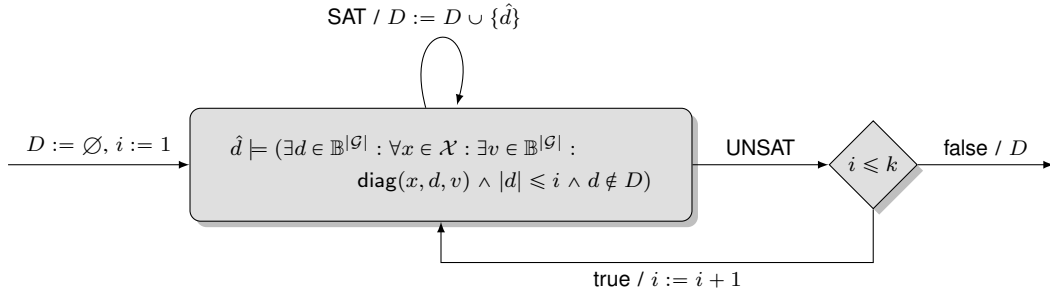 SAT / D := D ∪ {d̂}
D := ∅, i := 1
d̂ ⊨ (∃d ∈ 𝔹^|𝒢| : ∀x ∈ 𝒳 : ∃v ∈ 𝔹^|𝒢| :
diag(x, d, v) ∧ |d| ⩽ i ∧ d ∉ D)
UNSAT
i ⩽ k
false / D
true / i := i + 1